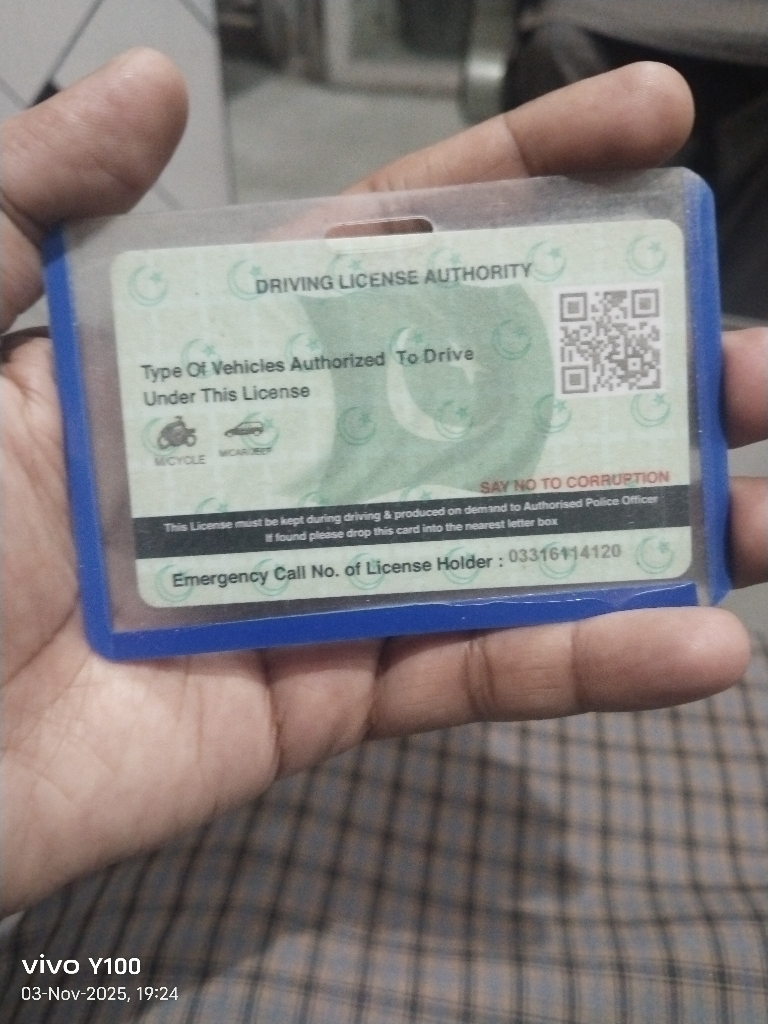 DRIVING LICENSE AUTHORITY
Type Of Vehicles Authorized To Drive
Under This License
M/CYCLE M/CAR/JEEP
SAY NO TO CORRUPTION
This License must be kept during driving & produced on demand to Authorised Police Officer
If found please drop this card into the nearest letter box
Emergency Call No. of License Holder : 03316114120
vivo Y100
03-Nov-2025, 19:24